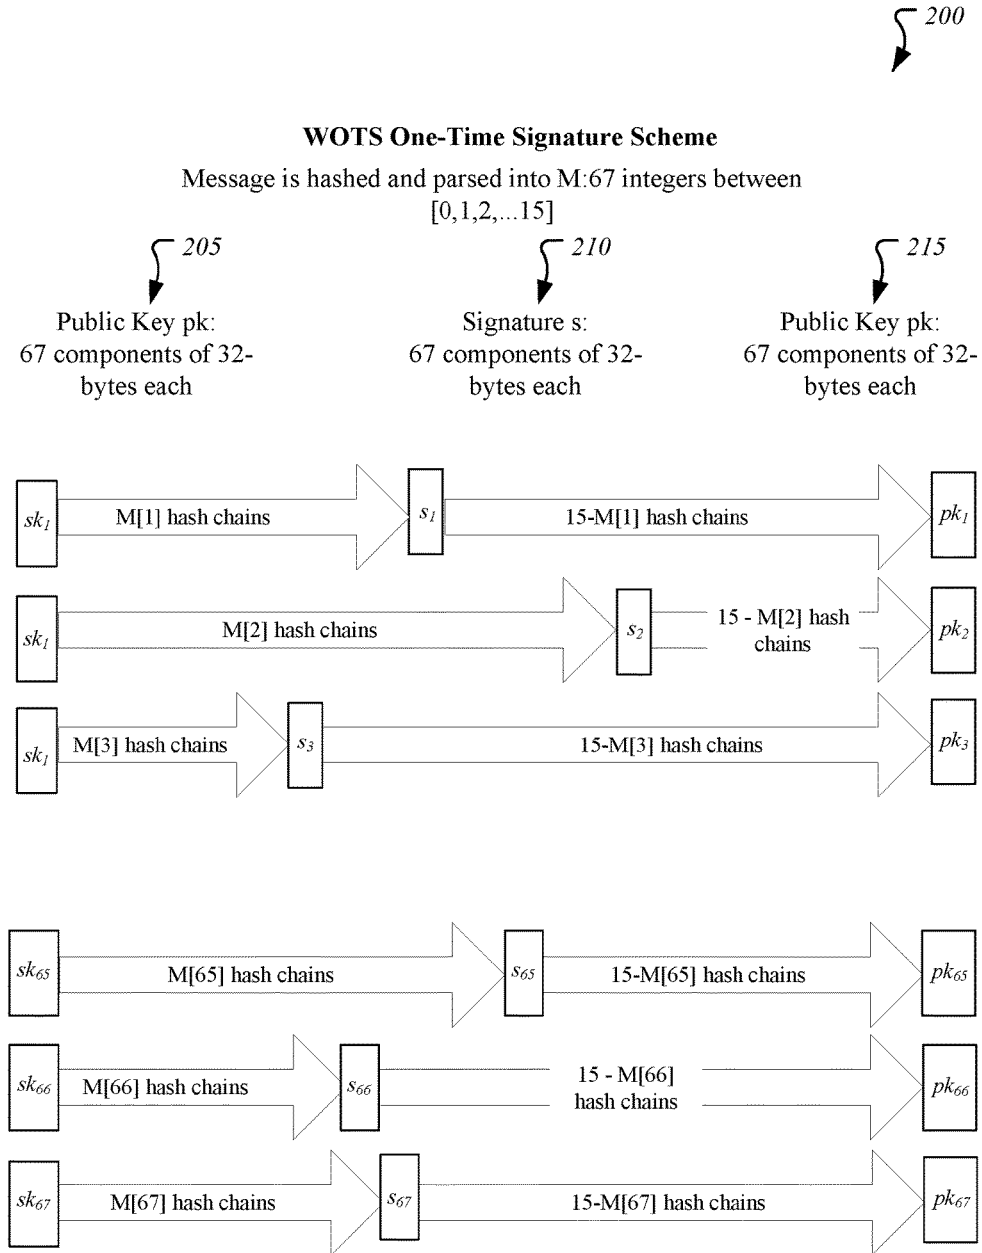 200
WOTS One-Time Signature Scheme
Message is hashed and parsed into M:67 integers between
[0,1,2,...15]
205
210
215
Public Key pk:
67 components of 32-
bytes each
Signature s:
67 components of 32-
bytes each
Public Key pk:
67 components of 32-
bytes each
sk1
M[1] hash chains
s1
15-M[1] hash chains
pk1
sk1
M[2] hash chains
s2
15 - M[2] hash
chains
pk2
sk1
M[3] hash chains
s3
15-M[3] hash chains
pk3
sk65
M[65] hash chains
s65
15-M[65] hash chains
pk65
sk66
M[66] hash chains
s66
15 - M[66]
hash chains
pk66
sk67
M[67] hash chains
s67
15-M[67] hash chains
pk67